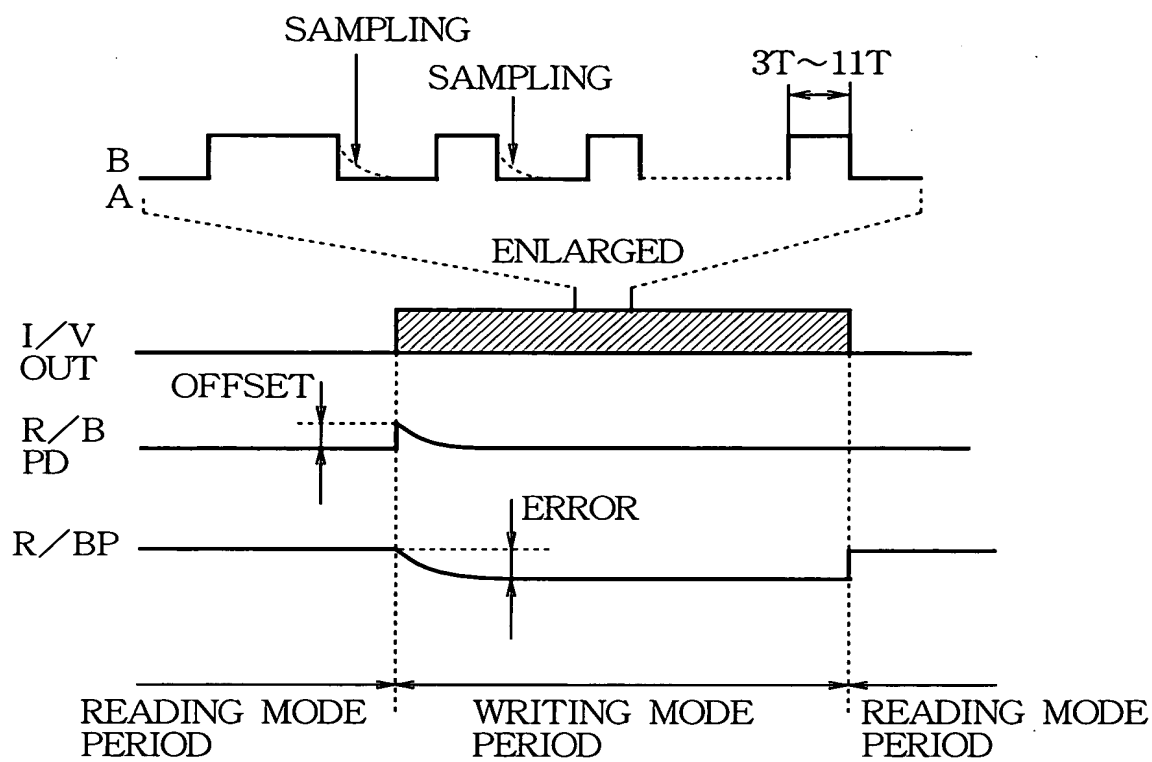 SAMPLING
SAMPLING
3T～11T
B
A
ENLARGED
I／V
OUT
OFFSET
R／B
PD
ERROR
R／BP
READING MODE
PERIOD
WRITING MODE
PERIOD
READING MODE
PERIOD